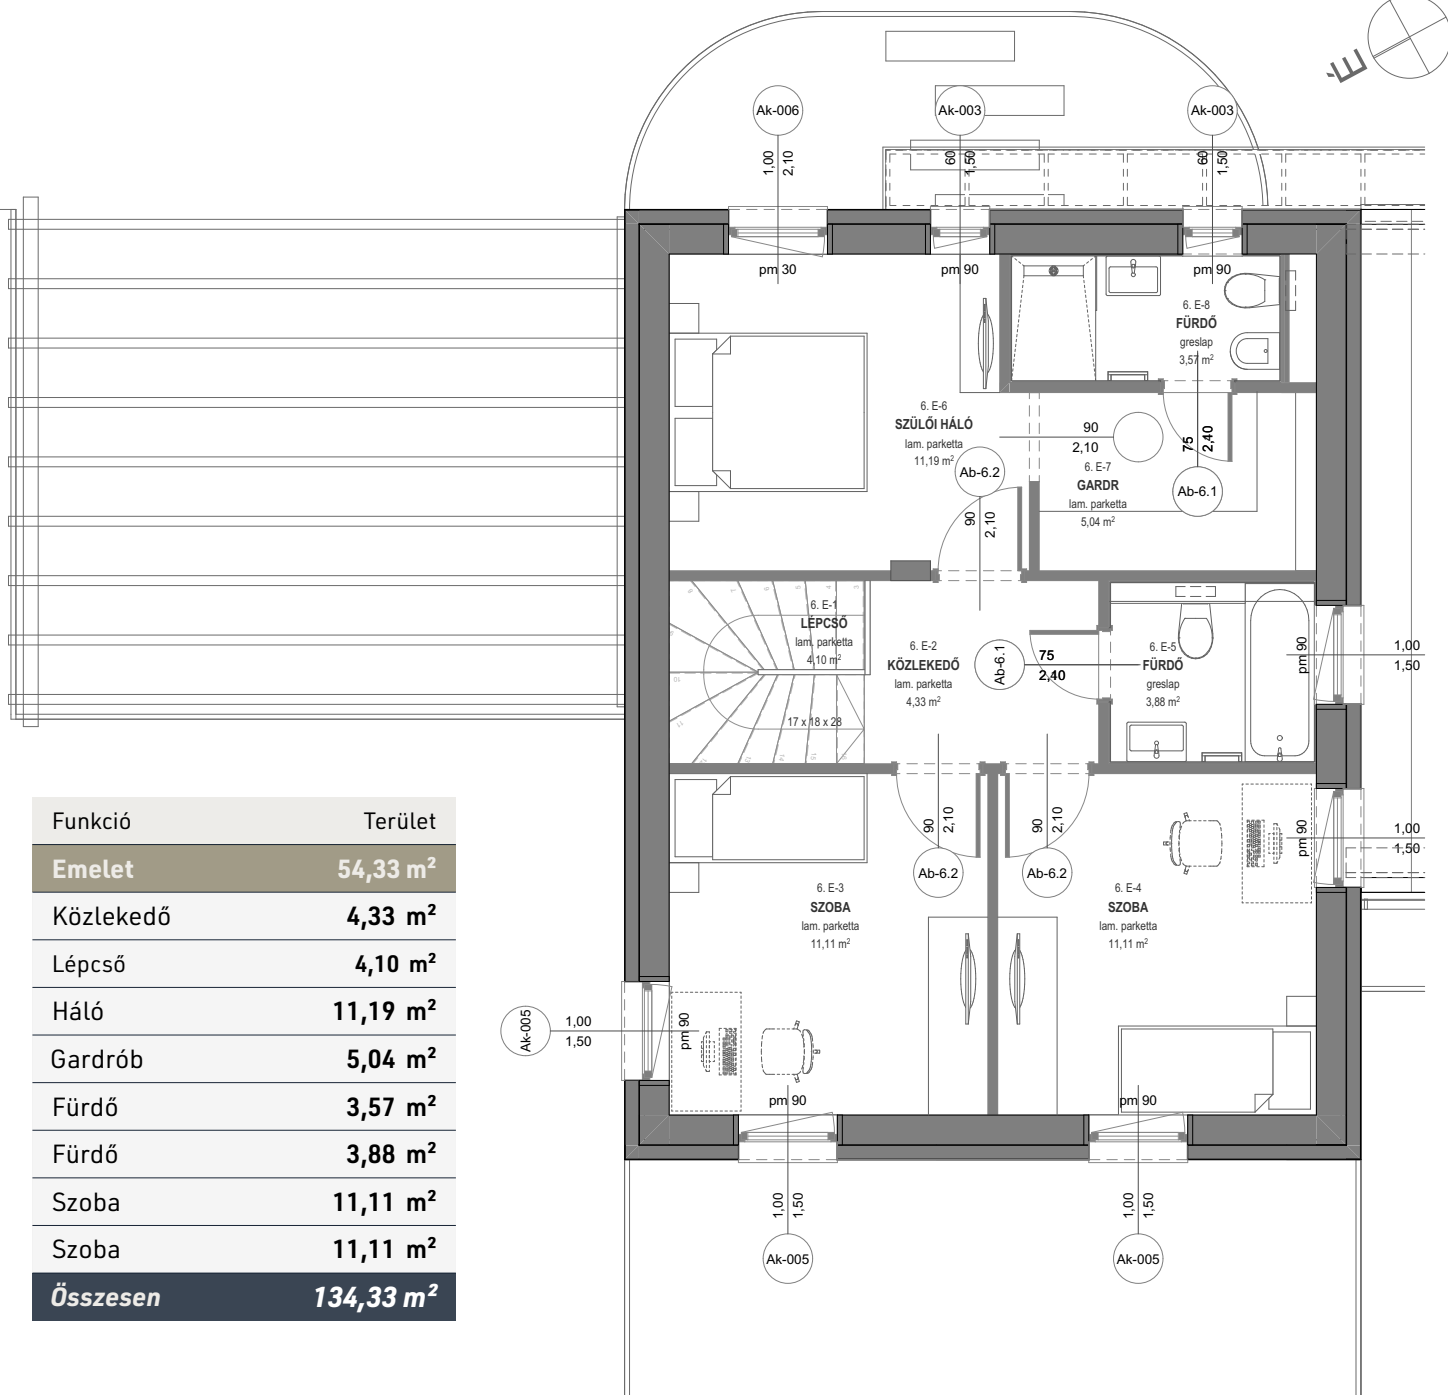 É
Ak-006
Ak-003
Ak-003
1,00
2,10
60
1,50
60
1,50
pm 30
pm 90
pm 90
6. E-8
FÜRDŐ
greslap
3,57 m²
6. E-6
SZÜLŐI HÁLÓ
lam. parketta
11,19 m²
90
2,10
75
2,40
Ab-6.2
6. E-7
GARDR
lam. parketta
5,04 m²
Ab-6.1
90
2,10
6. E-1
LÉPCSŐ
lam. parketta
4,10 m²
17 x 18 x 28
6. E-2
KÖZLEKEDŐ
lam. parketta
4,33 m²
Ab-6.1
75
2,40
6. E-5
FÜRDŐ
greslap
3,88 m²
pm 90
1,00
1,50
90
2,10
90
2,10
Ab-6.2
Ab-6.2
pm 90
1,00
1,50
6. E-3
SZOBA
lam. parketta
11,11 m²
6. E-4
SZOBA
lam. parketta
11,11 m²
Ak-005
1,00
1,50
pm 90
pm 90
pm 90
1,00
1,50
1,00
1,50
Ak-005
Ak-005
Funkció Terület
Emelet 54,33 m²
Közlekedő 4,33 m²
Lépcső 4,10 m²
Háló 11,19 m²
Gardrób 5,04 m²
Fürdő 3,57 m²
Fürdő 3,88 m²
Szoba 11,11 m²
Szoba 11,11 m²
Összesen 134,33 m²